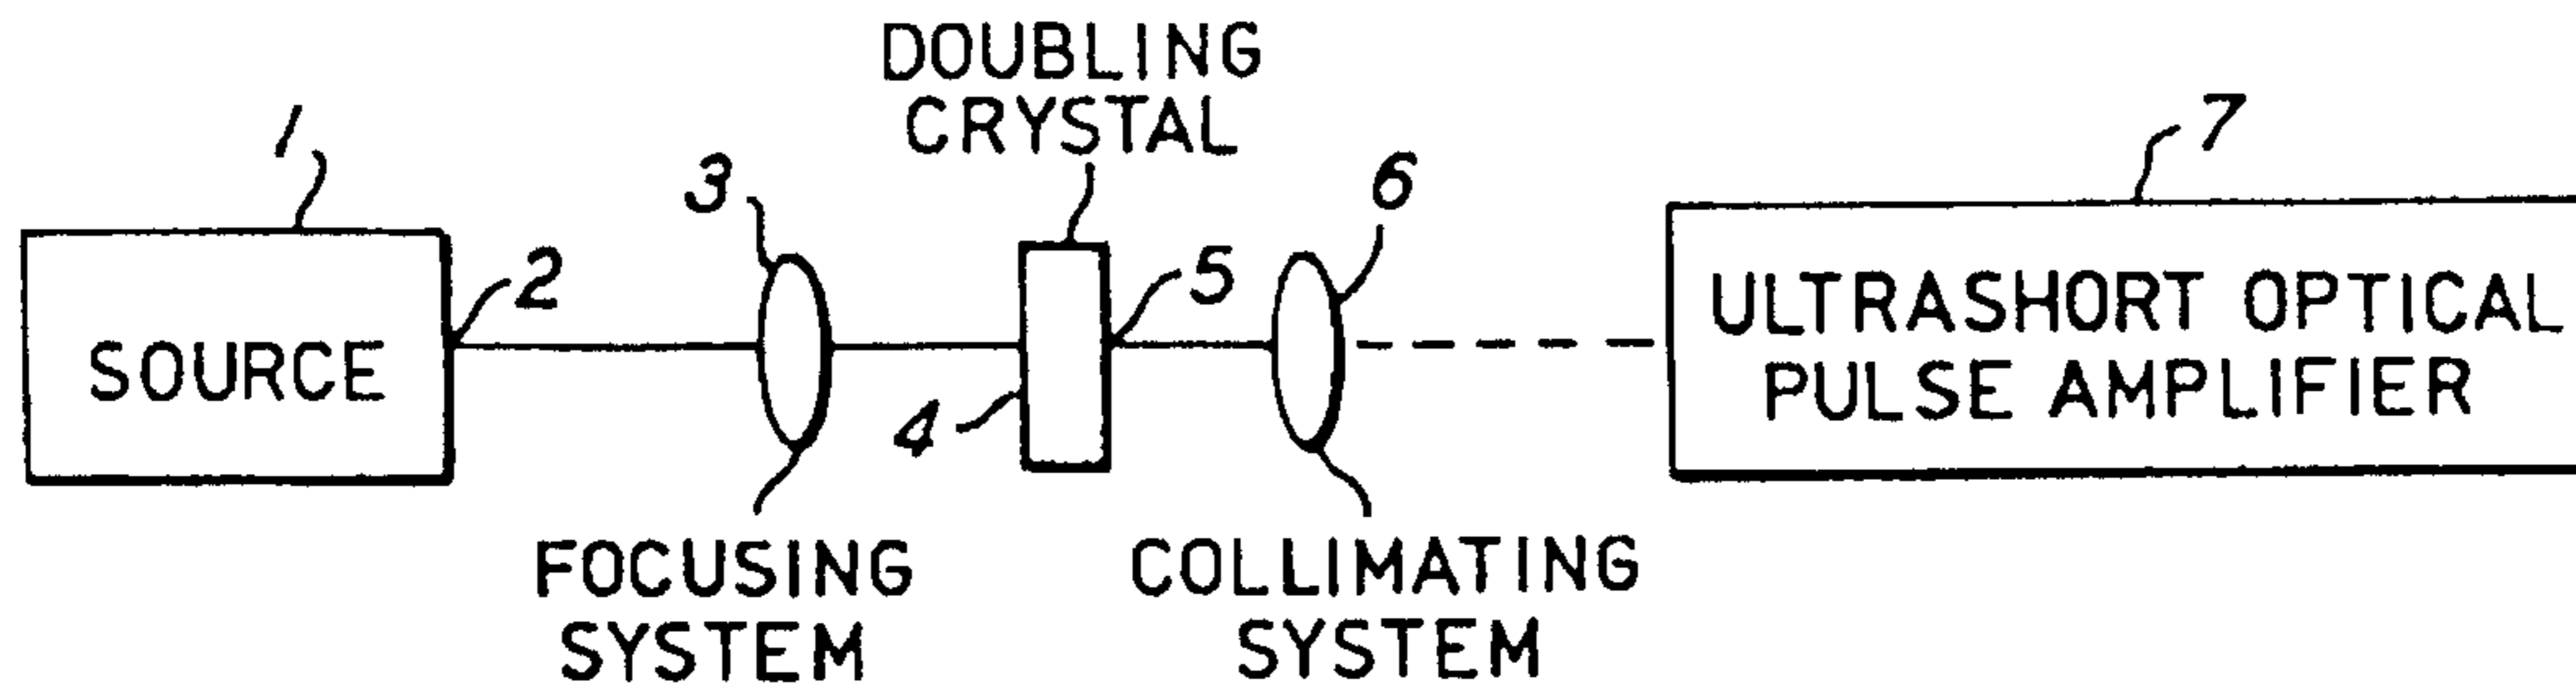 DOUBLING
CRYSTAL
1
3
6
7
2
5
SOURCE
4
ULTRASHORT OPTICAL
PULSE AMPLIFIER
FOCUSING
SYSTEM
COLLIMATING
SYSTEM